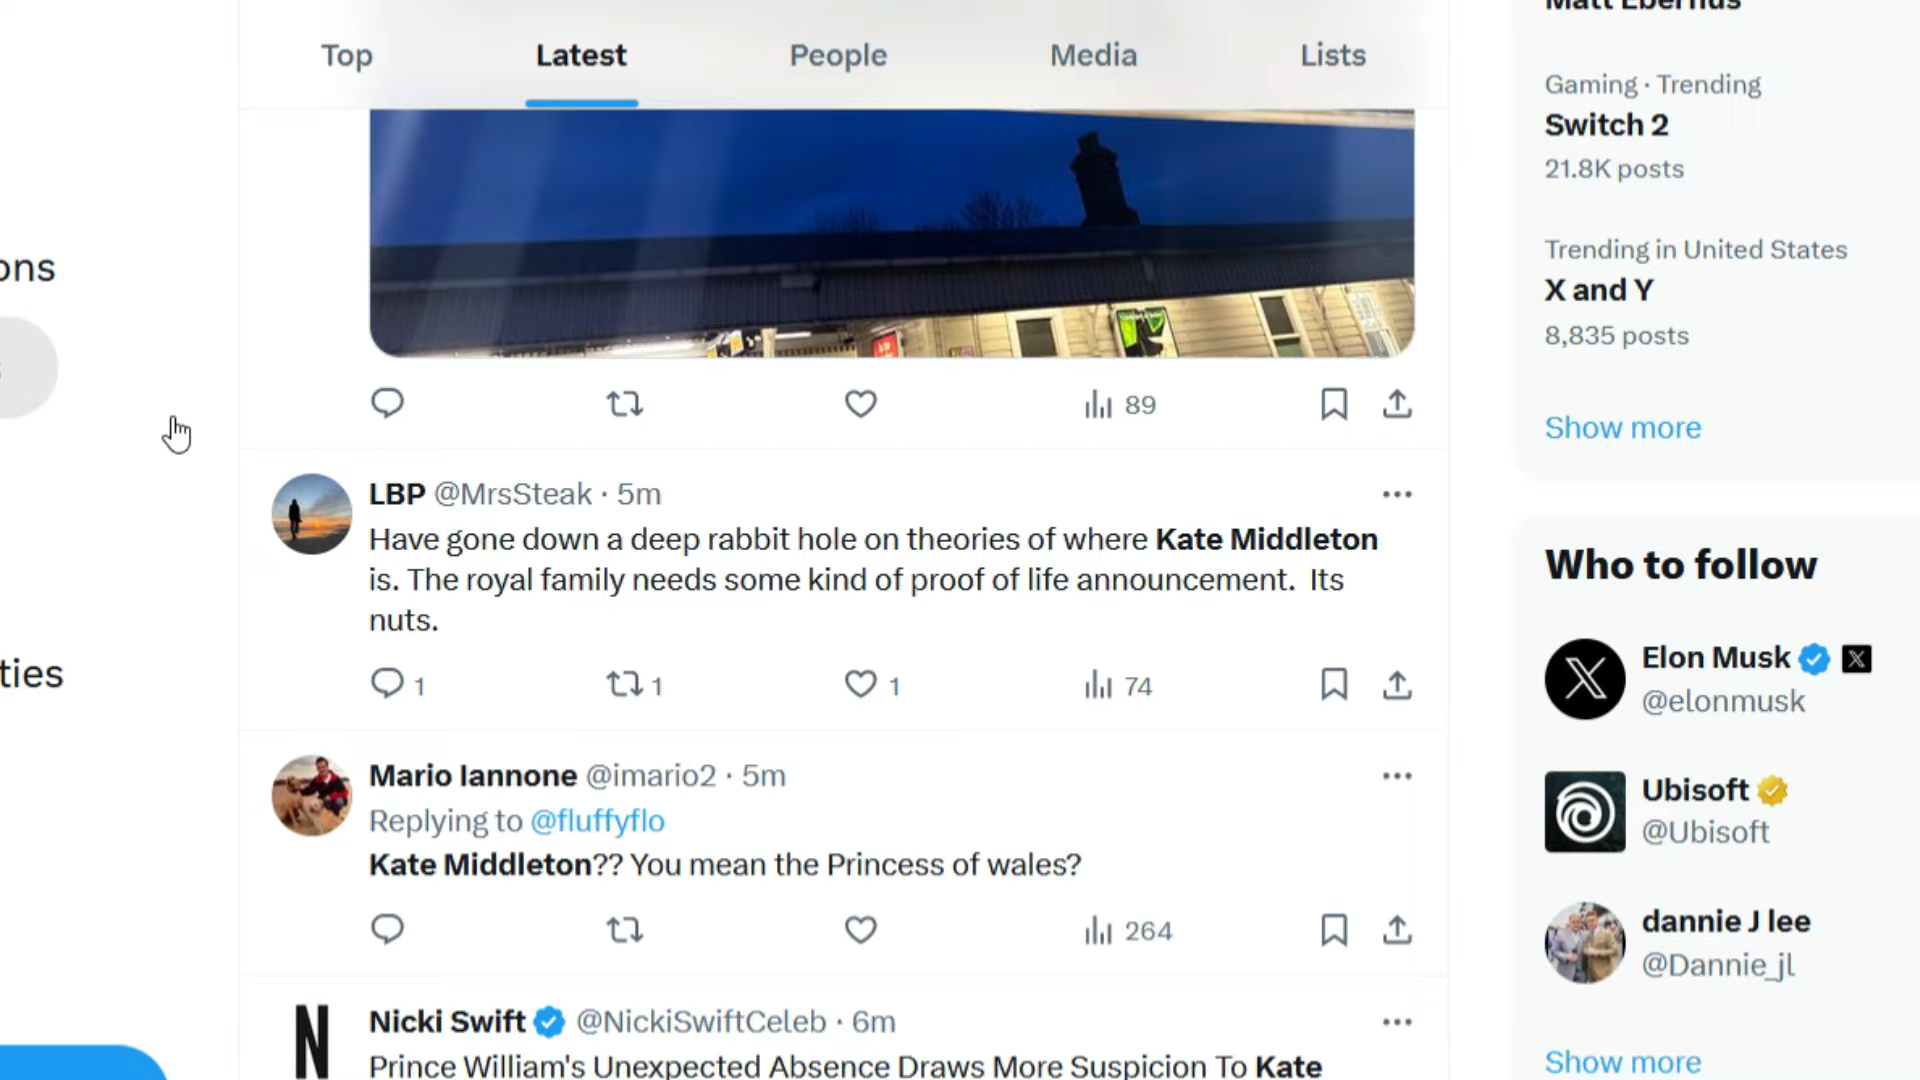 Top Latest People Media Lists
ons
ties
89
LBP @MrsSteak · 5m
Have gone down a deep rabbit hole on theories of where Kate Middleton
is. The royal family needs some kind of proof of life announcement.  Its
nuts.
1 1 1 74
Mario Iannone @imario2 · 5m
Replying to @fluffyflo
Kate Middleton?? You mean the Princess of wales?
264
N
Nicki Swift @NickiSwiftCeleb · 6m
Prince William's Unexpected Absence Draws More Suspicion To Kate
Gaming · Trending
Switch 2
21.8K posts
Trending in United States
X and Y
8,835 posts
Show more
Who to follow
Elon Musk
@elonmusk
Ubisoft
@Ubisoft
dannie J lee
@Dannie_jl
Show more